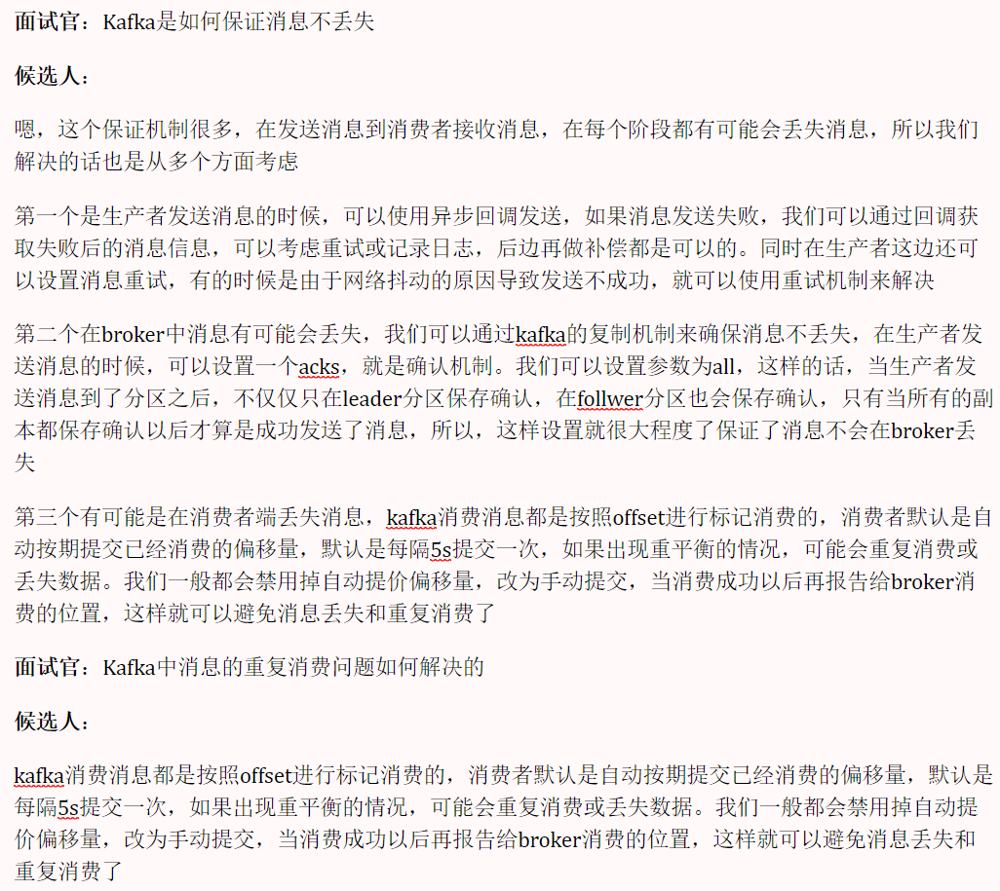 面试官：Kafka是如何保证消息不丢失
候选人：
嗯，这个保证机制很多，在发送消息到消费者接收消息，在每个阶段都有可能会丢失消息，所以我们
解决的话也是从多个方面考虑
第一个是生产者发送消息的时候，可以使用异步回调发送，如果消息发送失败，我们可以通过回调获
取失败后的消息信息，可以考虑重试或记录日志，后边再做补偿都是可以的。同时在生产者这边还可
以设置消息重试，有的时候是由于网络抖动的原因导致发送不成功，就可以使用重试机制来解决
第二个在broker中消息有可能会丢失，我们可以通过kafka的复制机制来确保消息不丢失，在生产者发
送消息的时候，可以设置一个acks，就是确认机制。我们可以设置参数为all，这样的话，当生产者发
送消息到了分区之后，不仅仅只在leader分区保存确认，在follwer分区也会保存确认，只有当所有的副
本都保存确认以后才算是成功发送了消息，所以，这样设置就很大程度了保证了消息不会在broker丢
失
第三个有可能是在消费者端丢失消息，kafka消费消息都是按照offset进行标记消费的，消费者默认是自
动按期提交已经消费的偏移量，默认是每隔5s提交一次，如果出现重平衡的情况，可能会重复消费或
丢失数据。我们一般都会禁用掉自动提价偏移量，改为手动提交，当消费成功以后再报告给broker消
费的位置，这样就可以避免消息丢失和重复消费了
面试官：Kafka中消息的重复消费问题如何解决的
候选人：
kafka消费消息都是按照offset进行标记消费的，消费者默认是自动按期提交已经消费的偏移量，默认是
每隔5s提交一次，如果出现重平衡的情况，可能会重复消费或丢失数据。我们一般都会禁用掉自动提
价偏移量，改为手动提交，当消费成功以后再报告给broker消费的位置，这样就可以避免消息丢失和
重复消费了